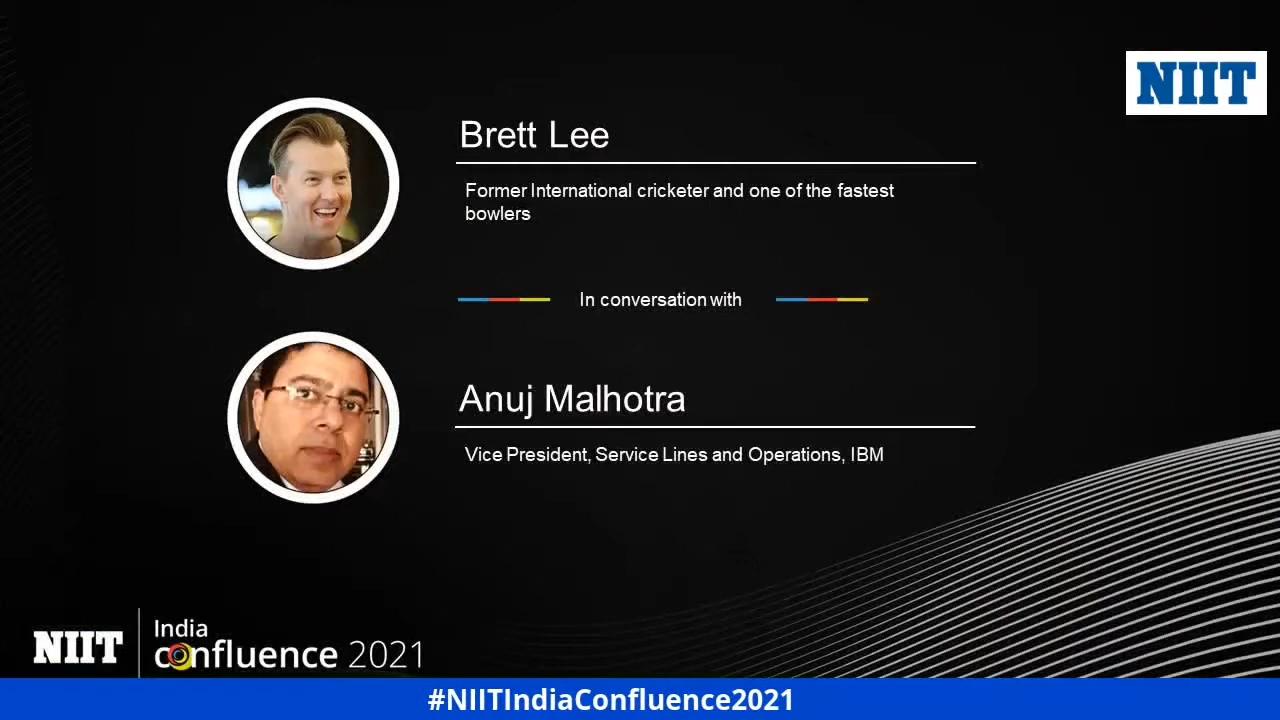 NIIT
Brett Lee
Former International cricketer and one of the fastest
bowlers
In conversation with
Anuj Malhotra
Vice President, Service Lines and Operations, IBM
NIIT
India
confluence 2021
#NIITIndiaConfluence2021